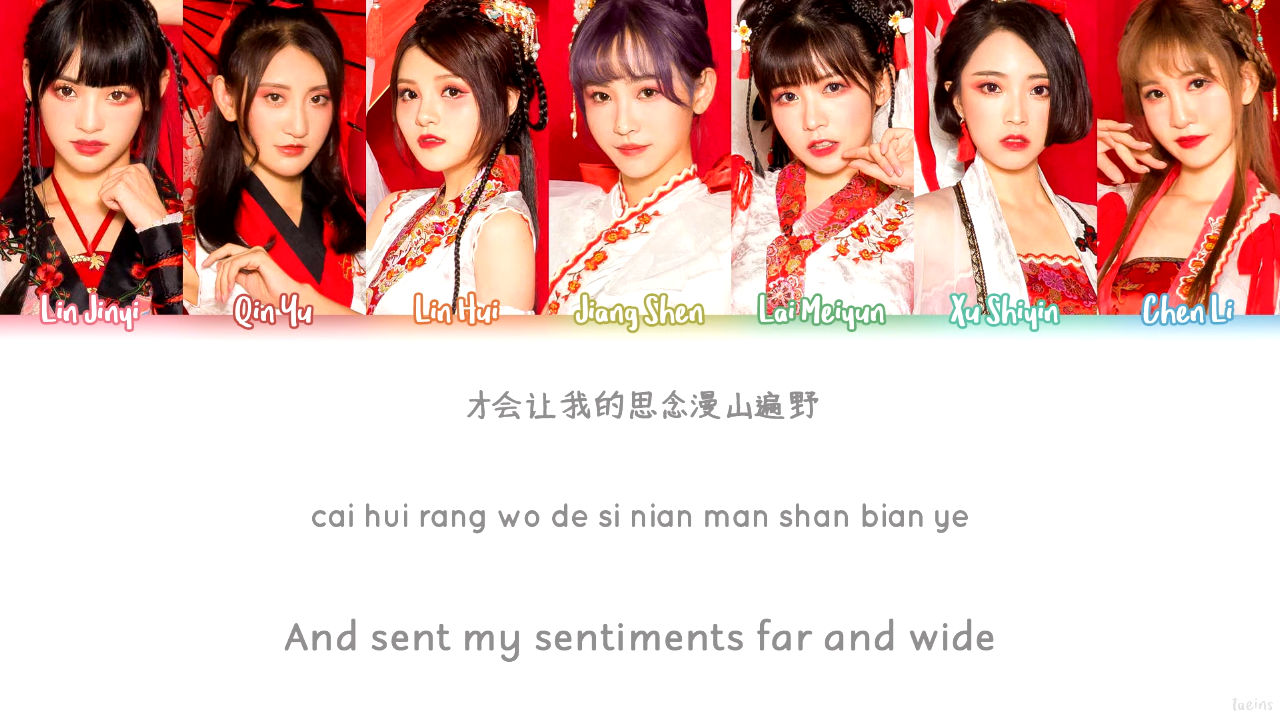 Lin Jinyi
Qin Yu
Lin Hui
Jiang Shen
Lai Meiyun
Xu Shiyin
Chen Li
才会让我的思念漫山遍野
cai hui rang wo de si nian man shan bian ye
And sent my sentiments far and wide
Taeins